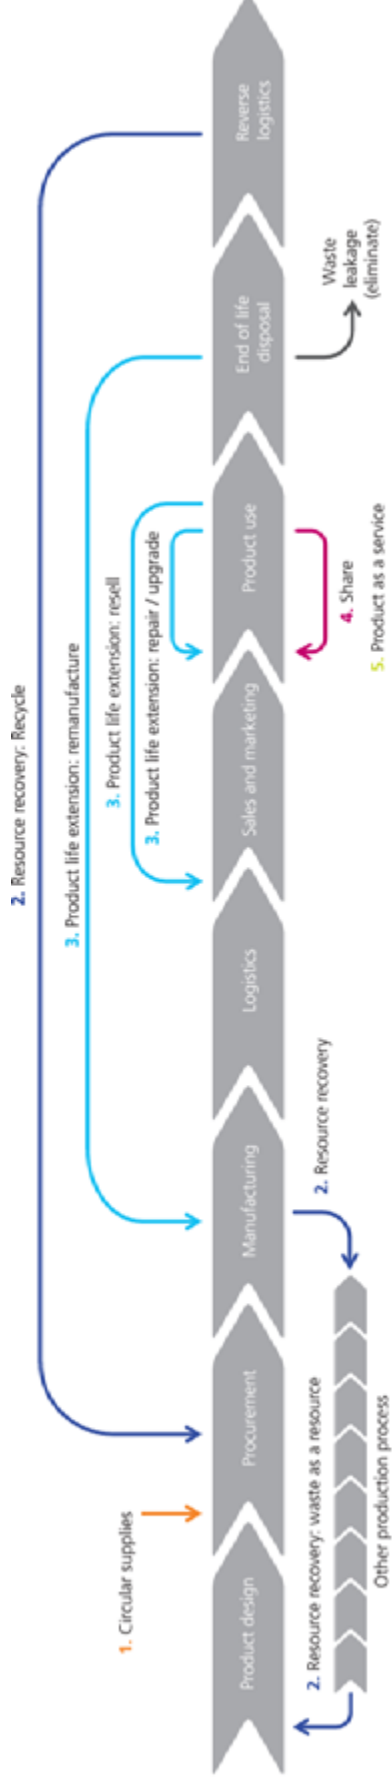 2. Resource recovery: Recycle
3. Product life extension: remanufacture
3. Product life extension: resell
3. Product life extension: repair / upgrade
1. Circular supplies
Product design
Procurement
Manufacturing
Logistics
Sales and marketing
Product use
End of life
disposal
Reverse
logistics
2. Resource recovery: waste as a resource
2. Resource recovery
4. Share
Waste
leakage
(eliminate)
5. Product as a service
Other production process